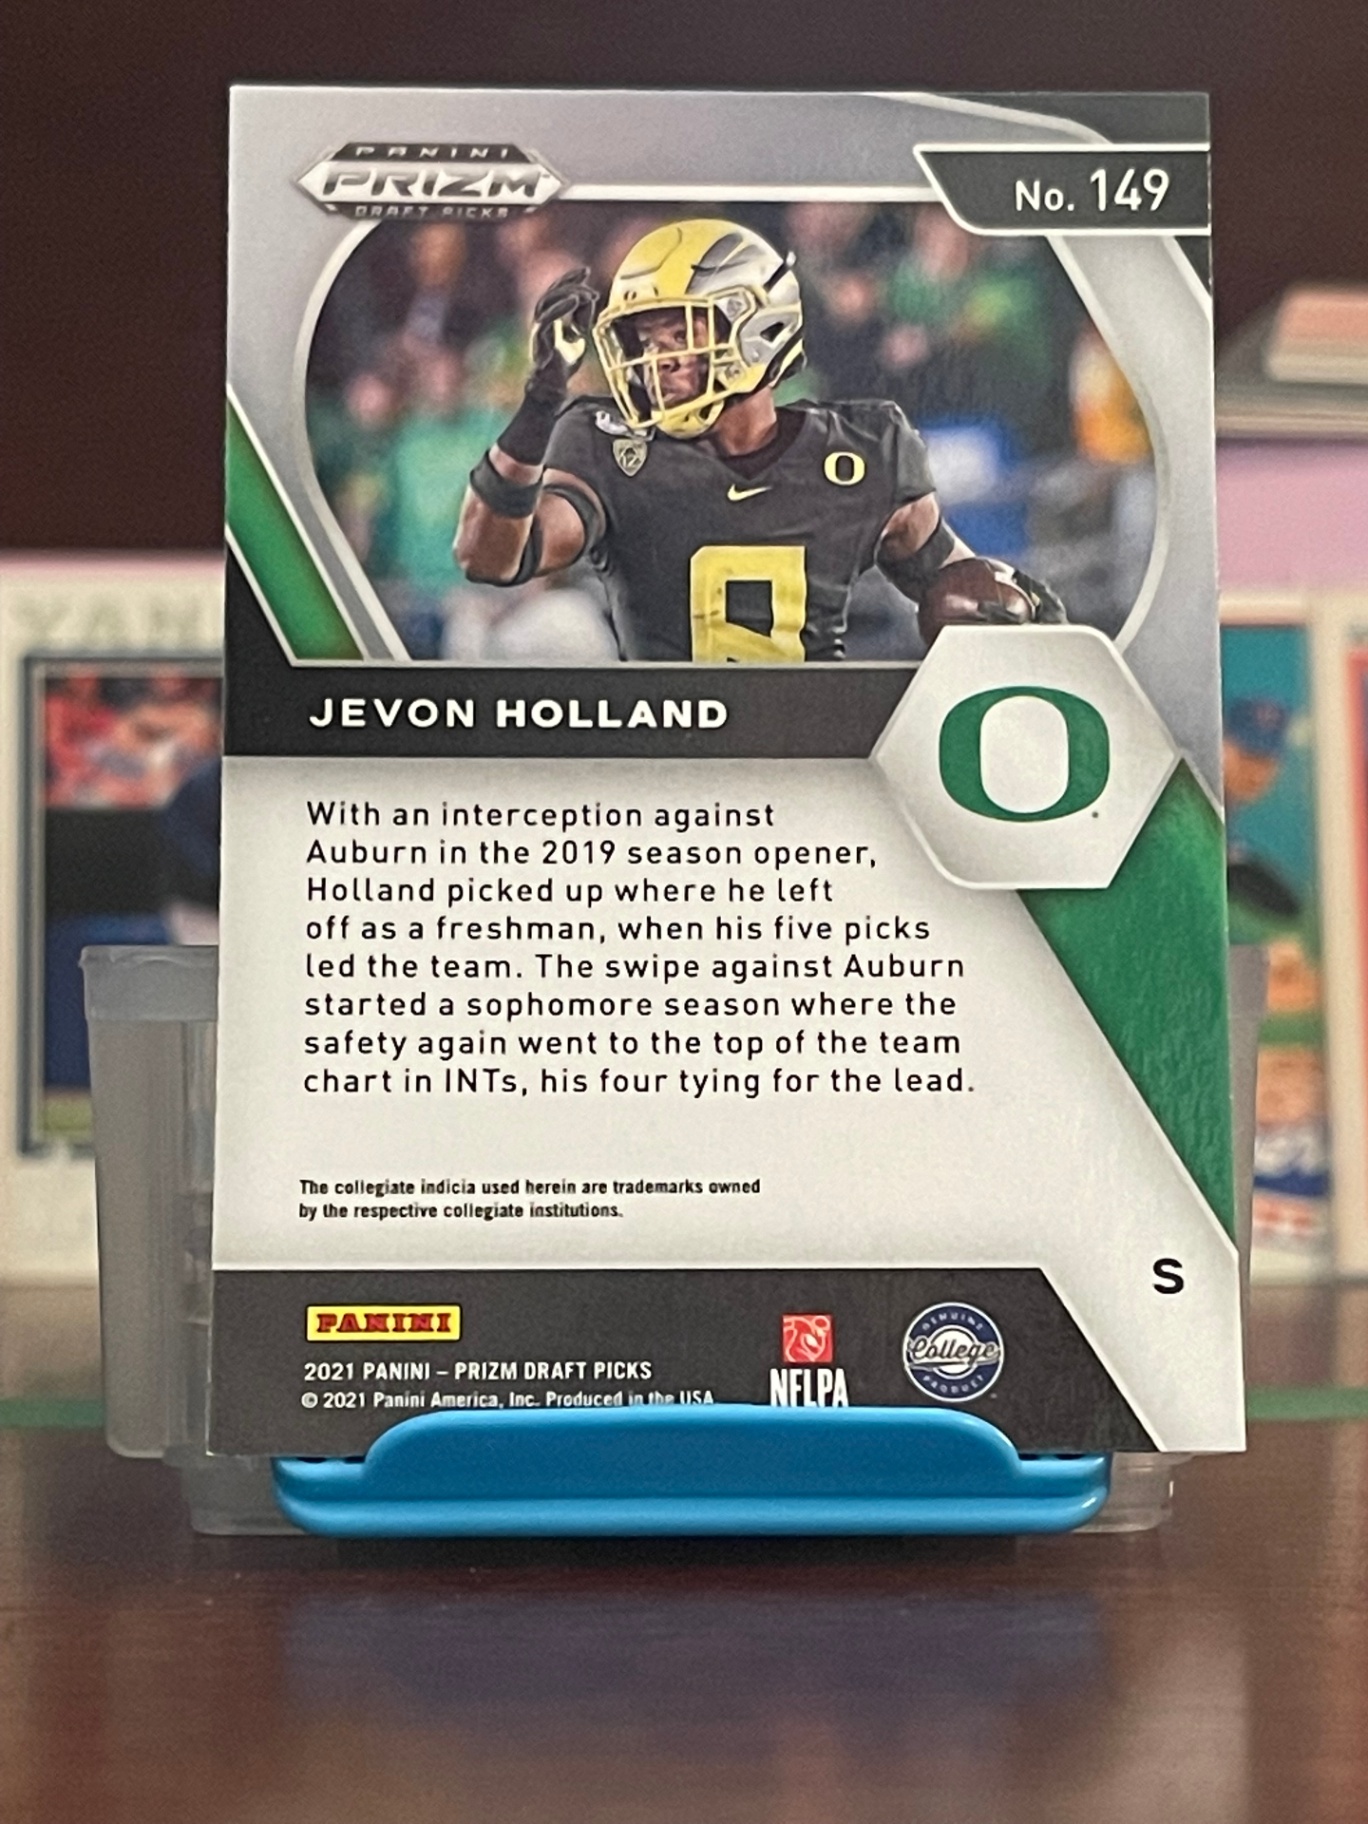 PANINI
PRIZM
DRAFT PICKS
No. 149
12
O
8
JEVON HOLLAND
O
With an interception against
Auburn in the 2019 season opener,
Holland picked up where he left
off as a freshman, when his five picks
led the team. The swipe against Auburn
started a sophomore season where the
safety again went to the top of the team
chart in INTs, his four tying for the lead.
The collegiate indicia used herein are trademarks owned
by the respective collegiate institutions.
S
PANINI
2021 PANINI – PRIZM DRAFT PICKS
© 2021 Panini America, Inc. Produced in the USA
NFLPA
GENUINE
College
PRODUCT